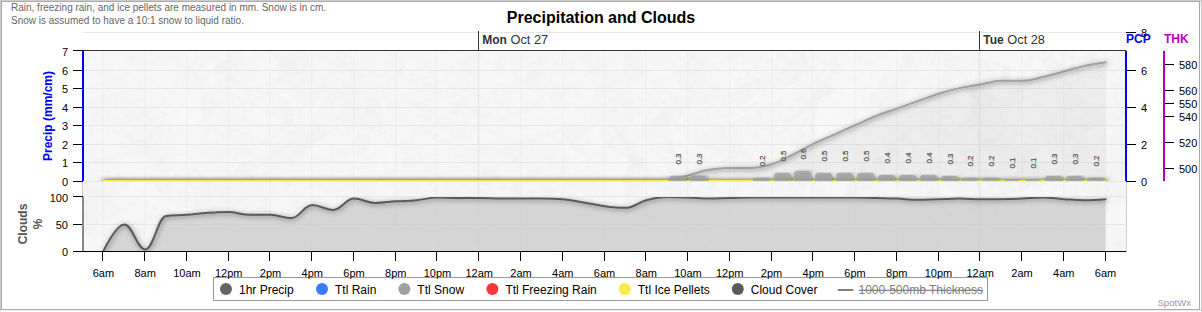 Rain, freezing rain, and ice pellets are measured in mm. Snow is in cm.
Snow is assumed to have a 10:1 snow to liquid ratio.
Precipitation and Clouds
Mon Oct 27
Tue Oct 28
PCP THK
Precip (mm/cm)
7
6
5
4
3
2
1
0
8
6
4
2
0
580
560
550
540
520
500
0.3 0.3 0.2 0.5 0.6 0.5 0.5 0.5 0.4 0.4 0.4 0.3 0.2 0.2 0.1 0.1 0.3 0.3 0.2
Clouds
%
100
50
0
6am 8am 10am 12pm 2pm 4pm 6pm 8pm 10pm 12am 2am 4am 6am 8am 10am 12pm 2pm 4pm 6pm 8pm 10pm 12am 2am 4am 6am
1hr Precip Ttl Rain Ttl Snow Ttl Freezing Rain Ttl Ice Pellets Cloud Cover 1000-500mb Thickness
SpotWx